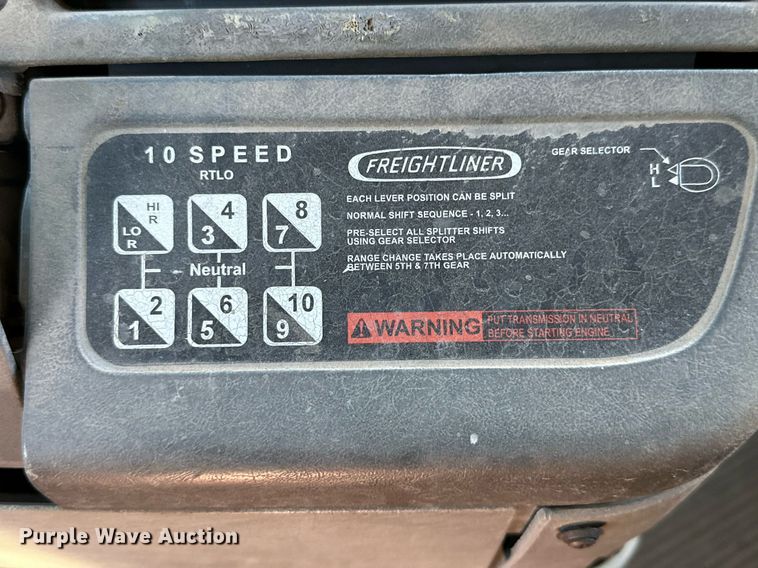 10 SPEED
RTLO
FREIGHTLINER
GEAR SELECTOR
H
L
HI
R
LO
R
4
3
8
7
EACH LEVER POSITION CAN BE SPLIT
NORMAL SHIFT SEQUENCE - 1, 2, 3...
PRE-SELECT ALL SPLITTER SHIFTS
USING GEAR SELECTOR
RANGE CHANGE TAKES PLACE AUTOMATICALLY
BETWEEN 5TH & 7TH GEAR
- Neutral -
2
1
6
5
10
9
WARNING
PUT TRANSMISSION IN NEUTRAL
BEFORE STARTING ENGINE
Purple Wave Auction